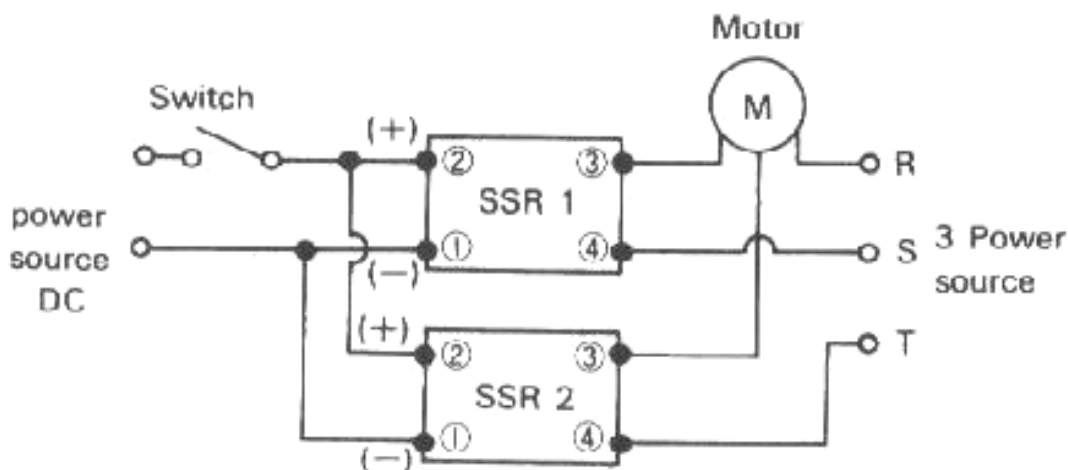 Motor
Switch
M
(+)
② ③
SSR 1
R
power
source
DC
① ④
(−)
S
3 Power
source
(+)
② ③
SSR 2
T
① ④
(−)